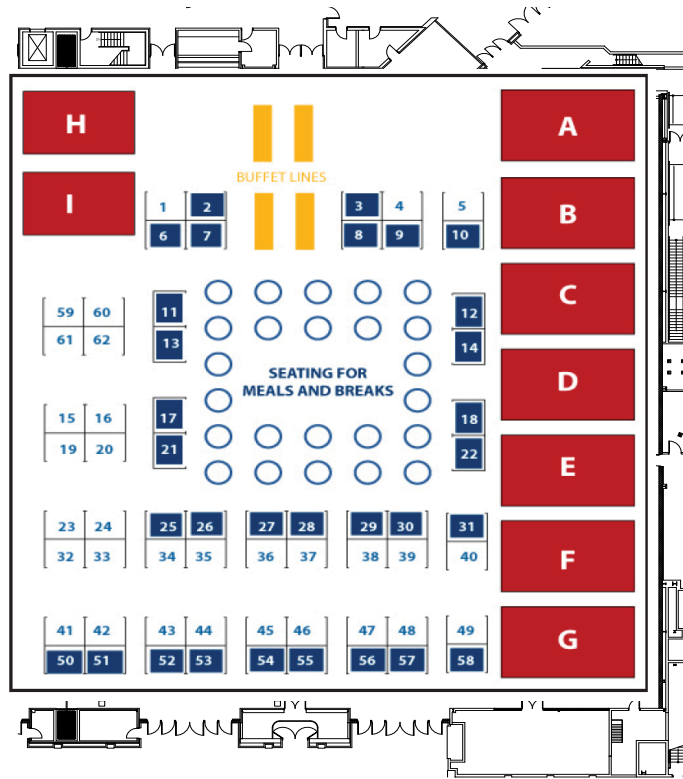 H
A
BUFFET LINES
I
B
1 2 3 4 5
6 7 8 9 10
C
59 60 11 12
61 62 13 14
SEATING FOR
MEALS AND BREAKS
D
15 16 17 18
19 20 21 22
E
23 24 25 26 27 28 29 30 31
32 33 34 35 36 37 38 39 40
F
41 42 43 44 45 46 47 48 49
G
50 51 52 53 54 55 56 57 58